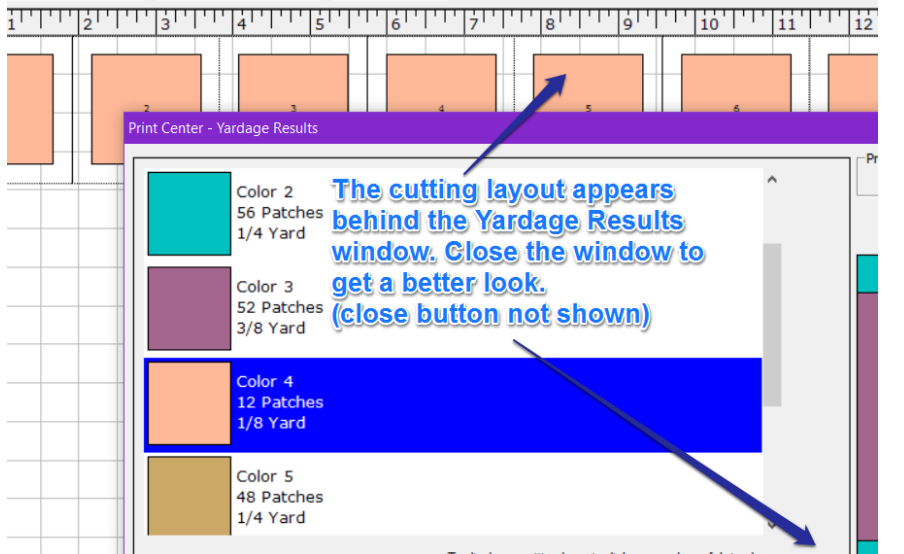 1 2 3 4 5 6 7 8 9 10 11 12
2 3 4 5 6
Print Center - Yardage Results
Pr
Color 2
56 Patches
1/4 Yard
The cutting layout appears
behind the Yardage Results
window. Close the window to
get a better look.
(close button not shown)
Color 3
52 Patches
3/8 Yard
Color 4
12 Patches
1/8 Yard
Color 5
48 Patches
1/4 Yard